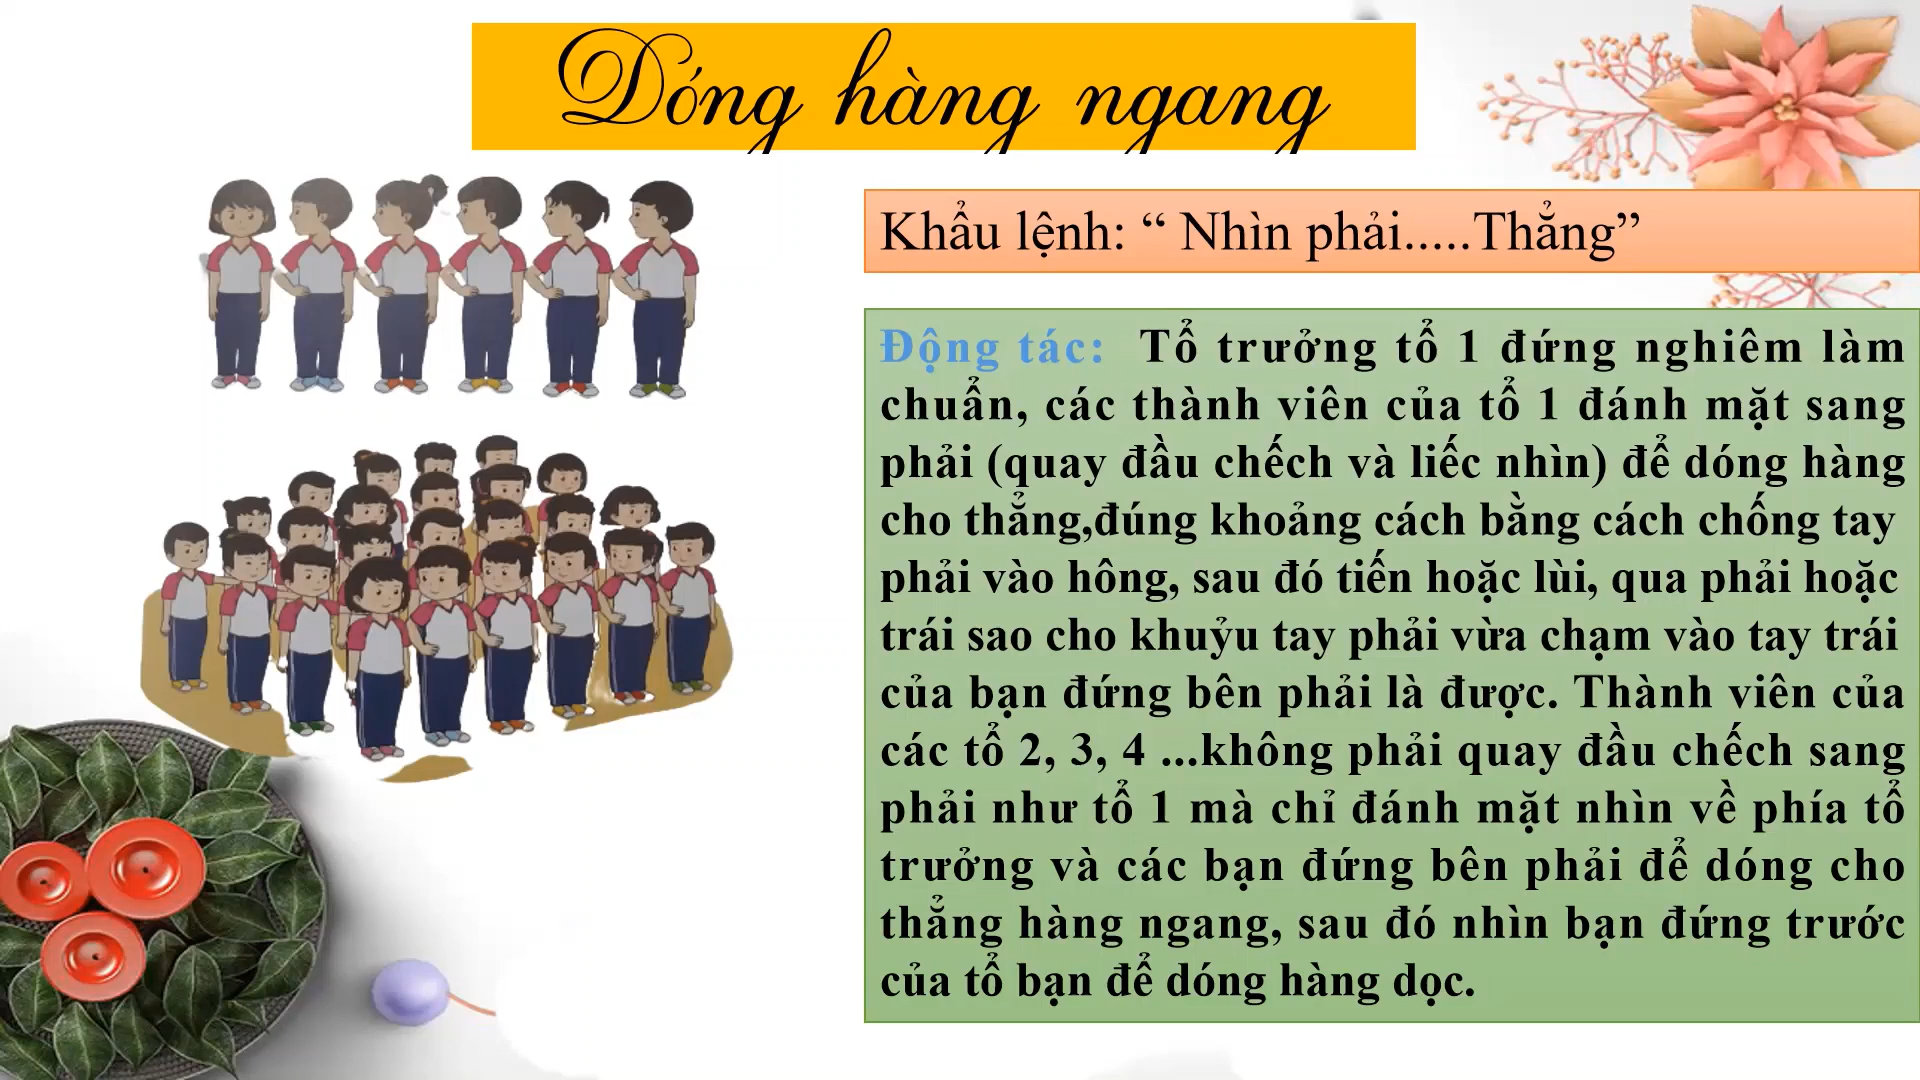 Dóng hàng ngang
Khẩu lệnh: “ Nhìn phải.....Thẳng”
Động tác: Tổ trưởng tổ 1 đứng nghiêm làm
chuẩn, các thành viên của tổ 1 đánh mặt sang
phải (quay đầu chếch và liếc nhìn) để dóng hàng
cho thẳng,đúng khoảng cách bằng cách chống tay
phải vào hông, sau đó tiến hoặc lùi, qua phải hoặc
trái sao cho khuỷu tay phải vừa chạm vào tay trái
của bạn đứng bên phải là được. Thành viên của
các tổ 2, 3, 4 ...không phải quay đầu chếch sang
phải như tổ 1 mà chỉ đánh mặt nhìn về phía tổ
trưởng và các bạn đứng bên phải để dóng cho
thẳng hàng ngang, sau đó nhìn bạn đứng trước
của tổ bạn để dóng hàng dọc.